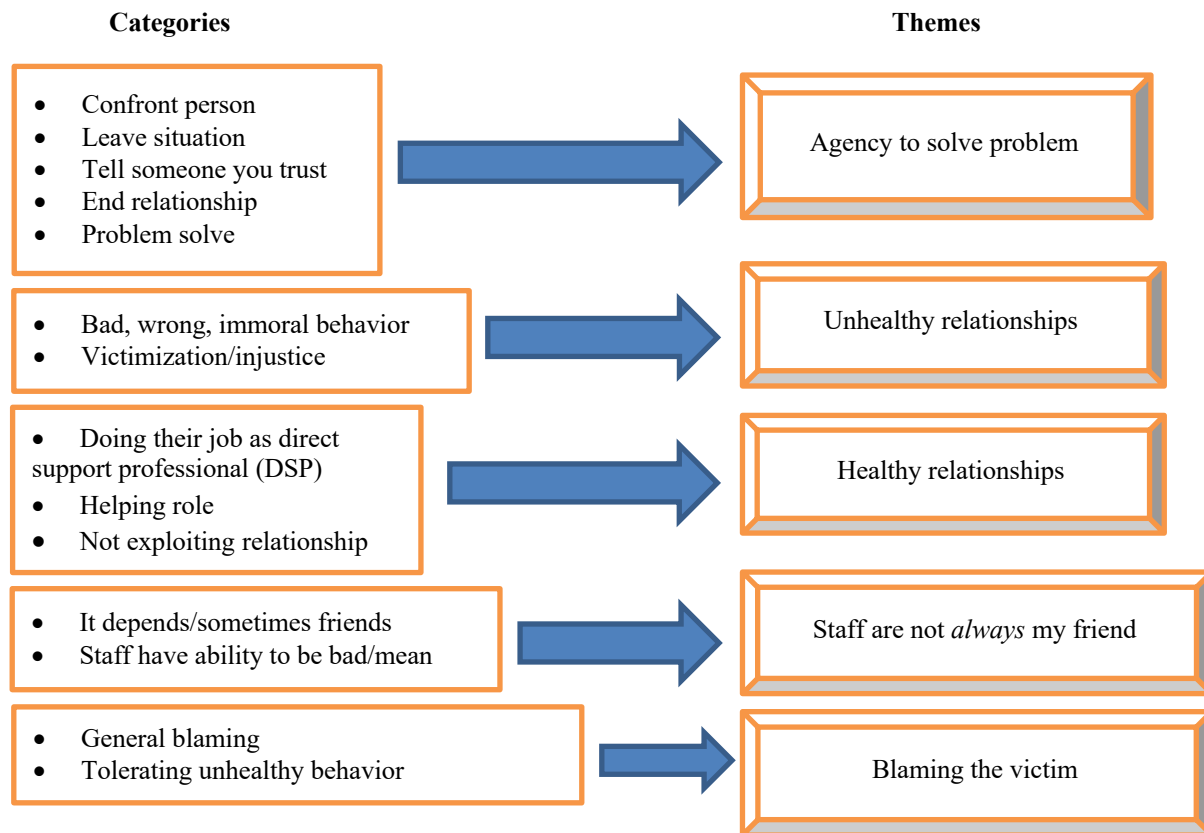 Categories
Themes
• Confront person
• Leave situation
• Tell someone you trust
• End relationship
• Problem solve
Agency to solve problem
• Bad, wrong, immoral behavior
• Victimization/injustice
Unhealthy relationships
• Doing their job as direct
support professional (DSP)
• Helping role
• Not exploiting relationship
Healthy relationships
• It depends/sometimes friends
• Staff have ability to be bad/mean
Staff are not always my friend
• General blaming
• Tolerating unhealthy behavior
Blaming the victim